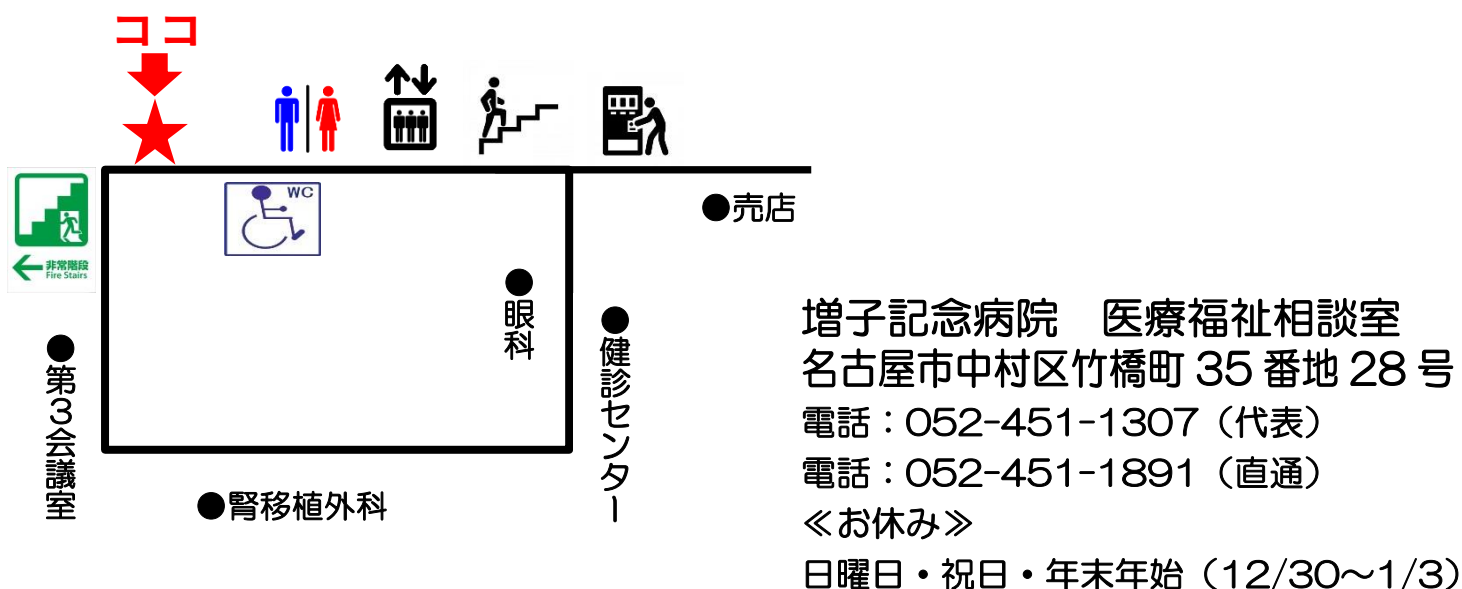 ココ
WC
●売店
非常階段
Fire Stairs
●眼科
●健診センター
●第3会議室
●腎移植外科
増子記念病院　医療福祉相談室
名古屋市中村区竹橋町35番地28号
電話：052-451-1307（代表）
電話：052-451-1891（直通）
≪お休み≫
日曜日・祝日・年末年始（12/30～1/3）